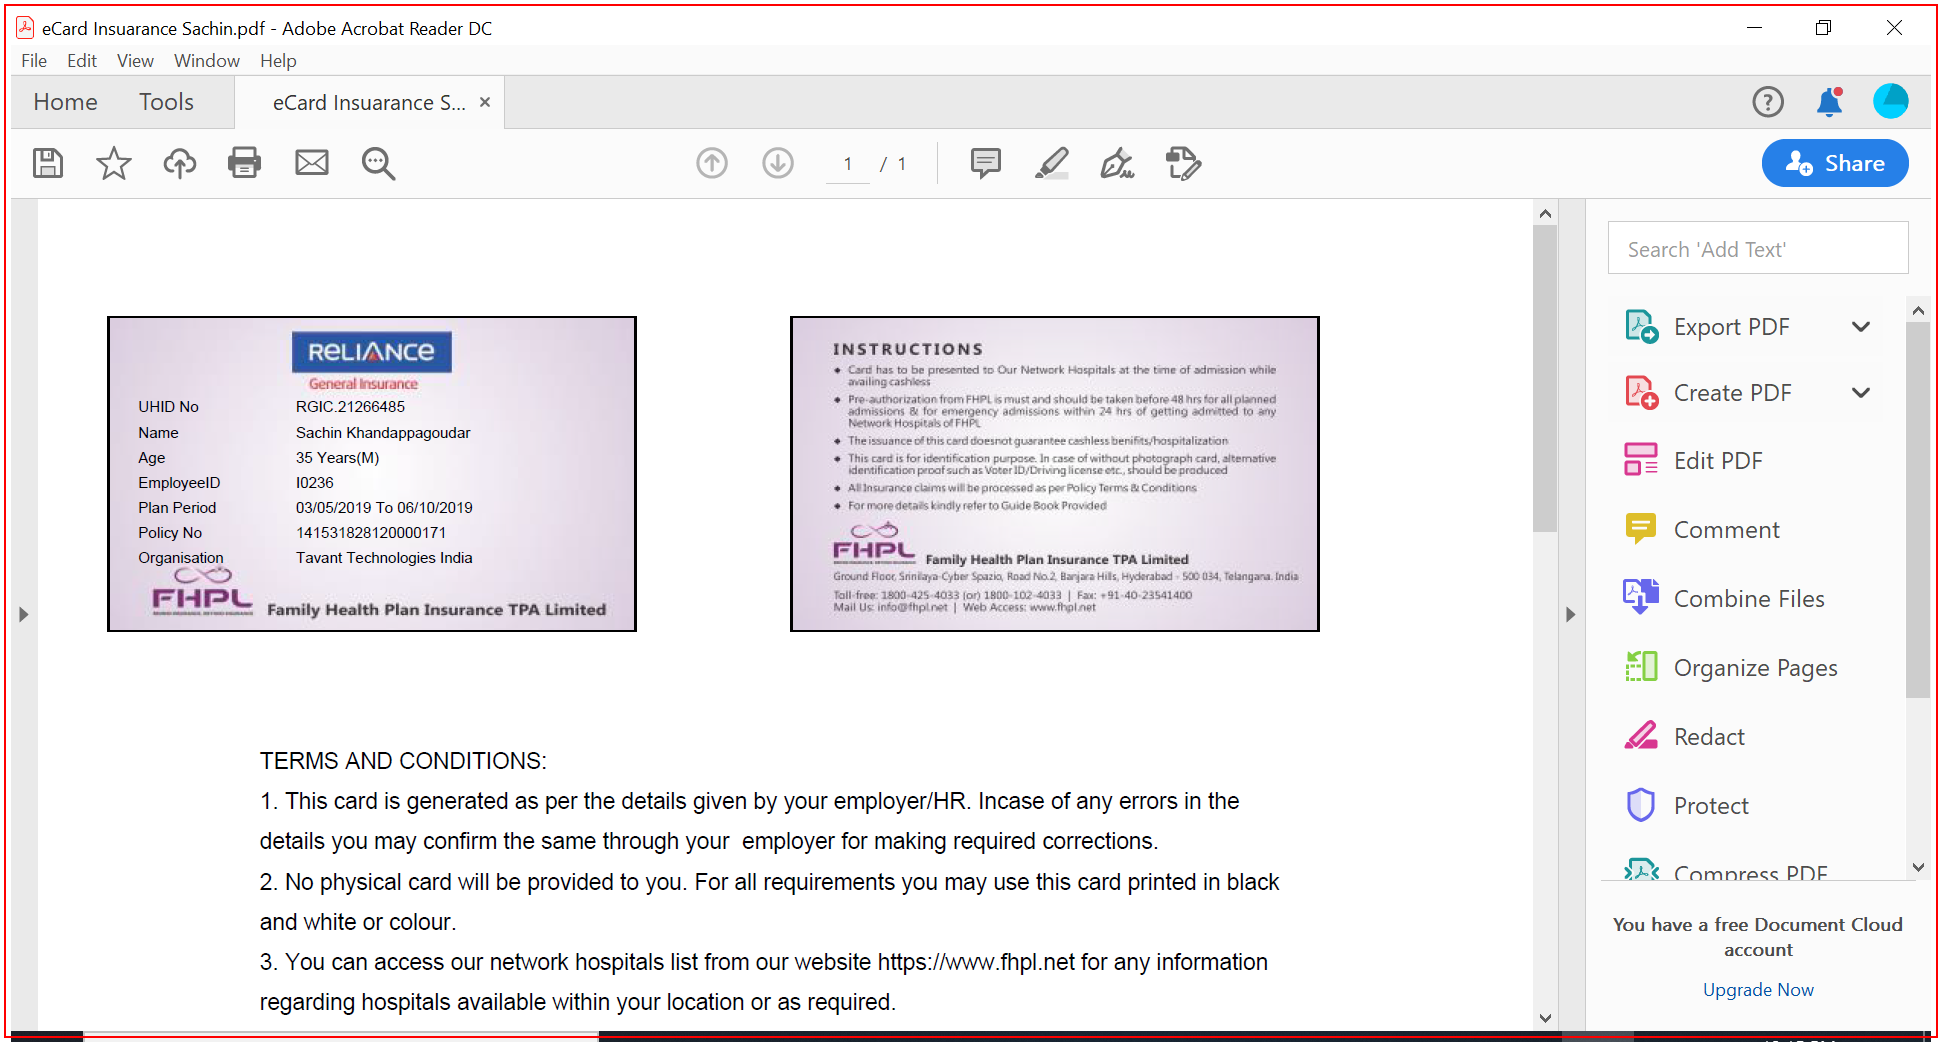 eCard Insuarance Sachin.pdf - Adobe Acrobat Reader DC
File Edit View Window Help
Home Tools eCard Insuarance S... ×
1 / 1
Share
Search 'Add Text'
Export PDF
Create PDF
Edit PDF
Comment
Combine Files
Organize Pages
Redact
Protect
Compress PDF
You have a free Document Cloud
account
Upgrade Now
RELIANCE
General Insurance
UHID No RGIC.21266485
Name Sachin Khandappagoudar
Age 35 Years(M)
EmployeeID I0236
Plan Period 03/05/2019 To 06/10/2019
Policy No 141531828120000171
Organisation Tavant Technologies India
FHPL Family Health Plan Insurance TPA Limited
INSTRUCTIONS
Card has to be presented to Our Network Hospitals at the time of admission while
availing cashless
Pre-authorization from FHPL is must and should be taken before 48 hrs for all planned
admissions & for emergency admissions within 24 hrs of getting admitted to any
Network Hospitals of FHPL
The issuance of this card doesnot guarantee cashless benifits/hospitalization
This card is for identification purpose. In case of without photograph card, alternative
identification proof such as Voter ID/Driving license etc., should be produced
All Insurance claims will be processed as per Policy Terms & Conditions
For more details kindly refer to Guide Book Provided
FHPL Family Health Plan Insurance TPA Limited
Ground Floor, Srinilaya-Cyber Spazio, Road No.2, Banjara Hills, Hyderabad - 500 034, Telangana. India
Toll-free: 1800-425-4033 (or) 1800-102-4033 | Fax: +91-40-23541400
Mail Us: info@fhpl.net | Web Access: www.fhpl.net
TERMS AND CONDITIONS:
1. This card is generated as per the details given by your employer/HR. Incase of any errors in the
details you may confirm the same through your employer for making required corrections.
2. No physical card will be provided to you. For all requirements you may use this card printed in black
and white or colour.
3. You can access our network hospitals list from our website https://www.fhpl.net for any information
regarding hospitals available within your location or as required.